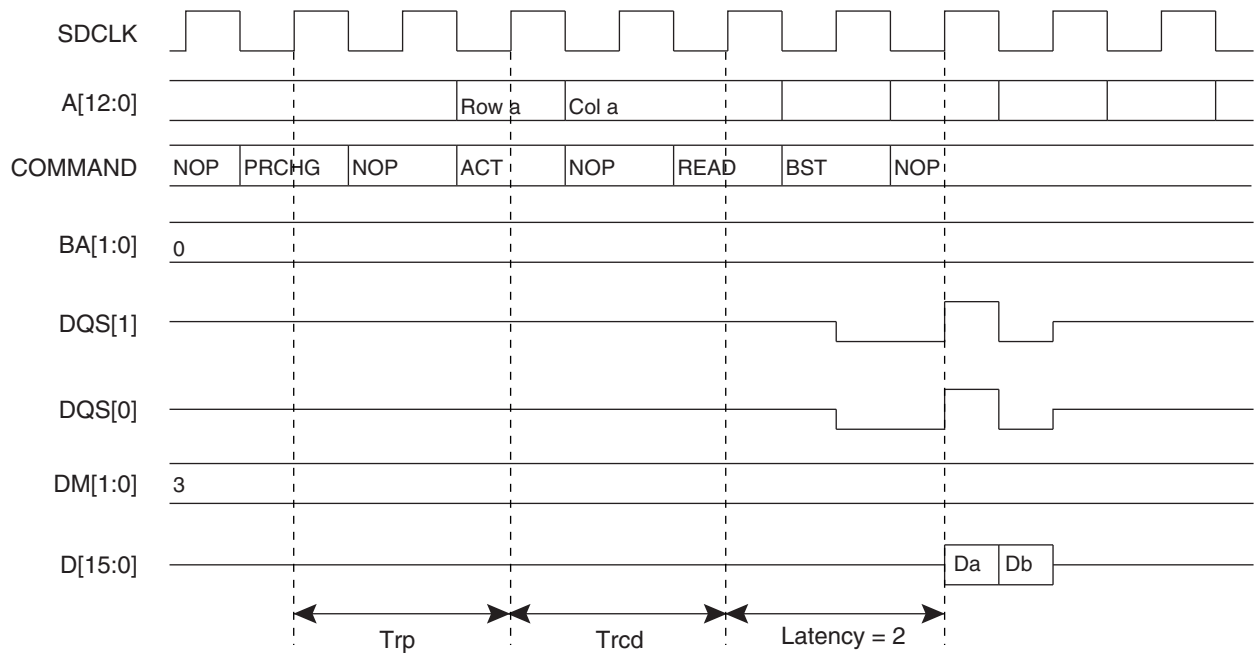 SDCLK
A[12:0] Row a Col a
COMMAND NOP PRCHG NOP ACT NOP READ BST NOP
BA[1:0] 0
DQS[1]
DQS[0]
DM[1:0] 3
D[15:0] Da Db
Trp Trcd Latency = 2